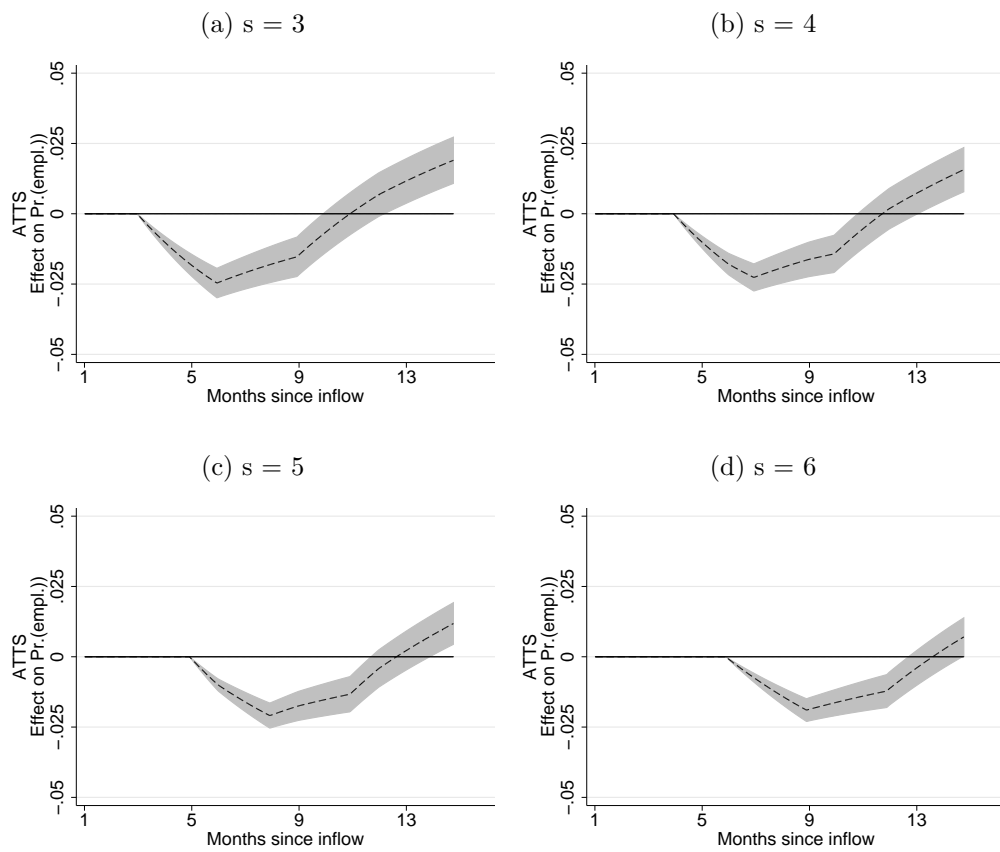 (a) s = 3
.05
.025
0
−.025
−.05
ATTS
Effect on Pr.(empl.))
1 5 9 13
Months since inflow
(b) s = 4
.05
.025
0
−.025
−.05
ATTS
Effect on Pr.(empl.))
1 5 9 13
Months since inflow
(c) s = 5
.05
.025
0
−.025
−.05
ATTS
Effect on Pr.(empl.))
1 5 9 13
Months since inflow
(d) s = 6
.05
.025
0
−.025
−.05
ATTS
Effect on Pr.(empl.))
1 5 9 13
Months since inflow